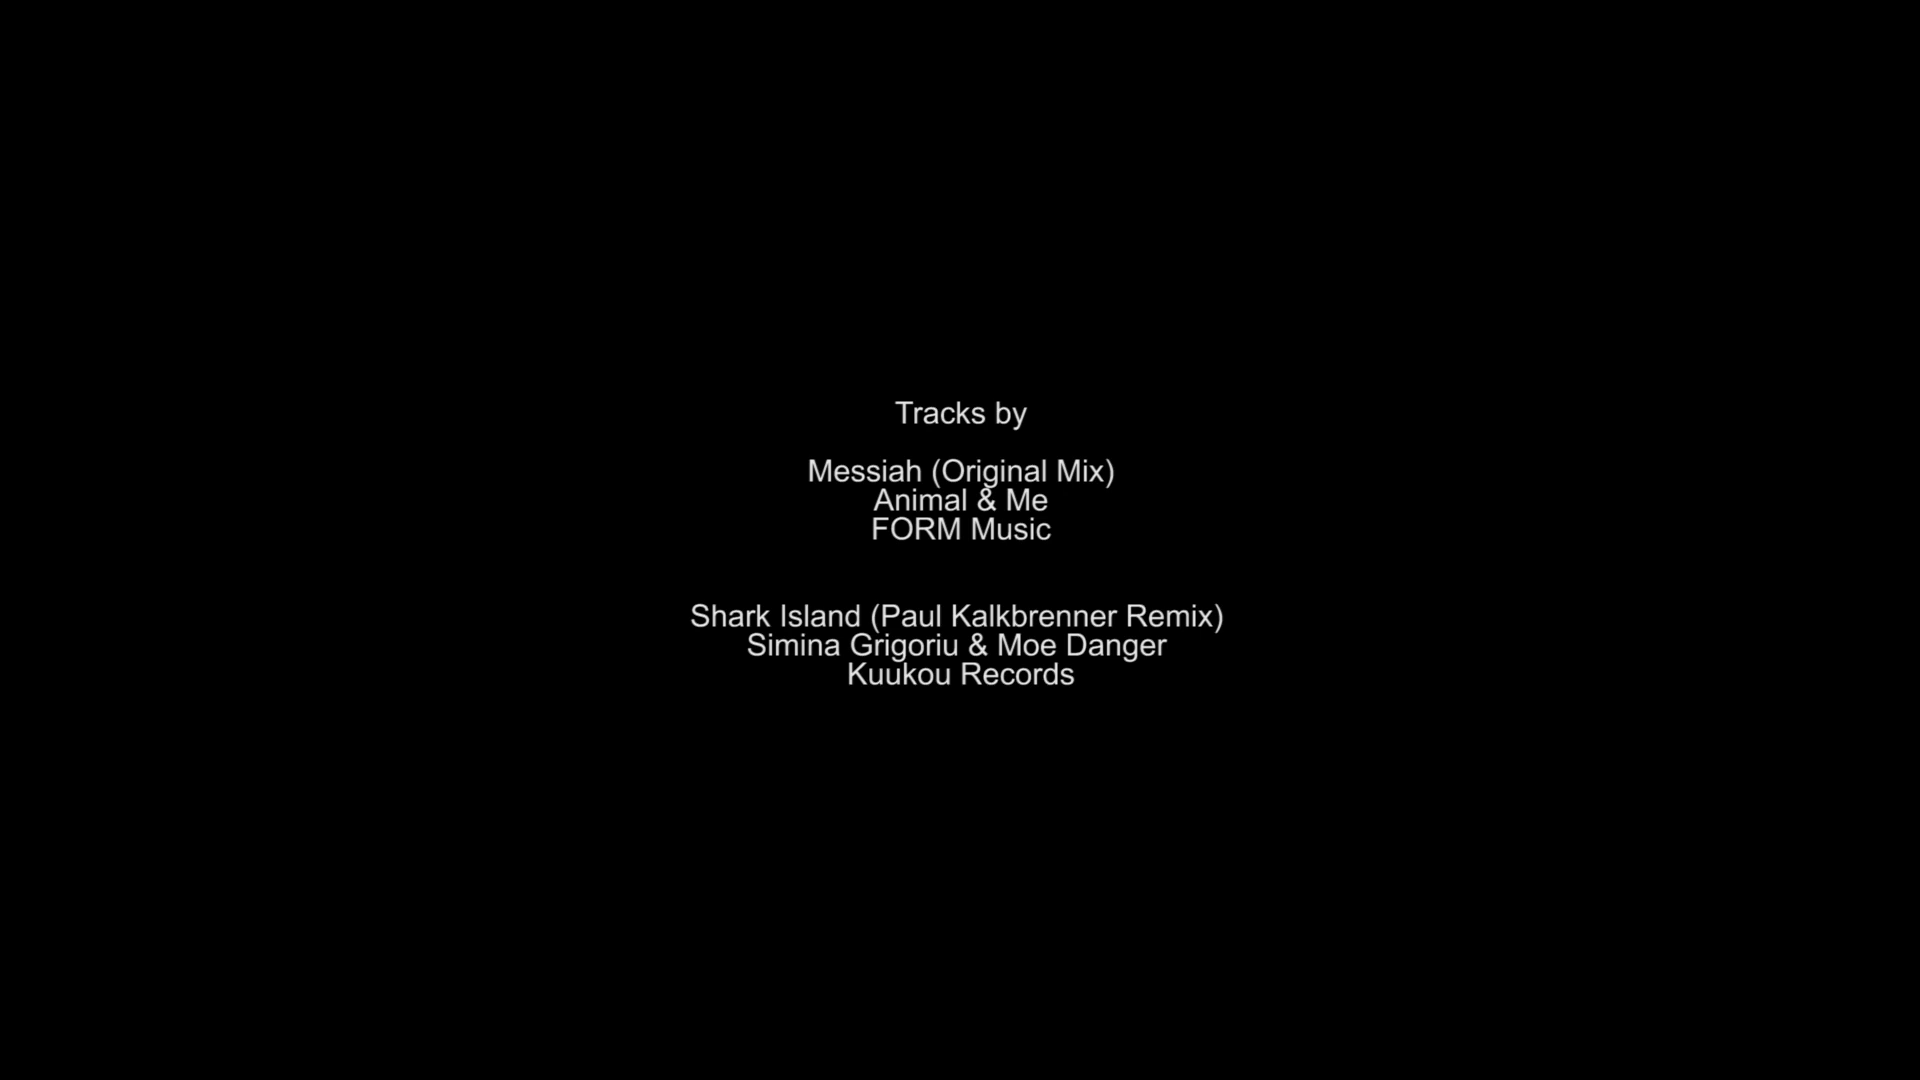 Tracks by
Messiah (Original Mix)
Animal & Me
FORM Music
Shark Island (Paul Kalkbrenner Remix)
Simina Grigoriu & Moe Danger
Kuukou Records